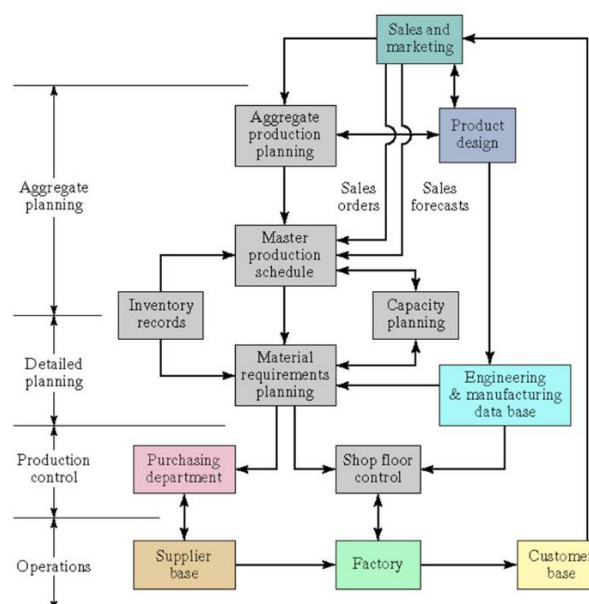 Sales and
marketing
Aggregate
production
planning
Product
design
Sales
orders
Sales
forecasts
Aggregate
planning
Master
production
schedule
Inventory
records
Capacity
planning
Detailed
planning
Material
requirements
planning
Engineering
& manufacturing
data base
Production
control
Purchasing
department
Shop floor
control
Operations
Supplier
base
Factory
Customer
base